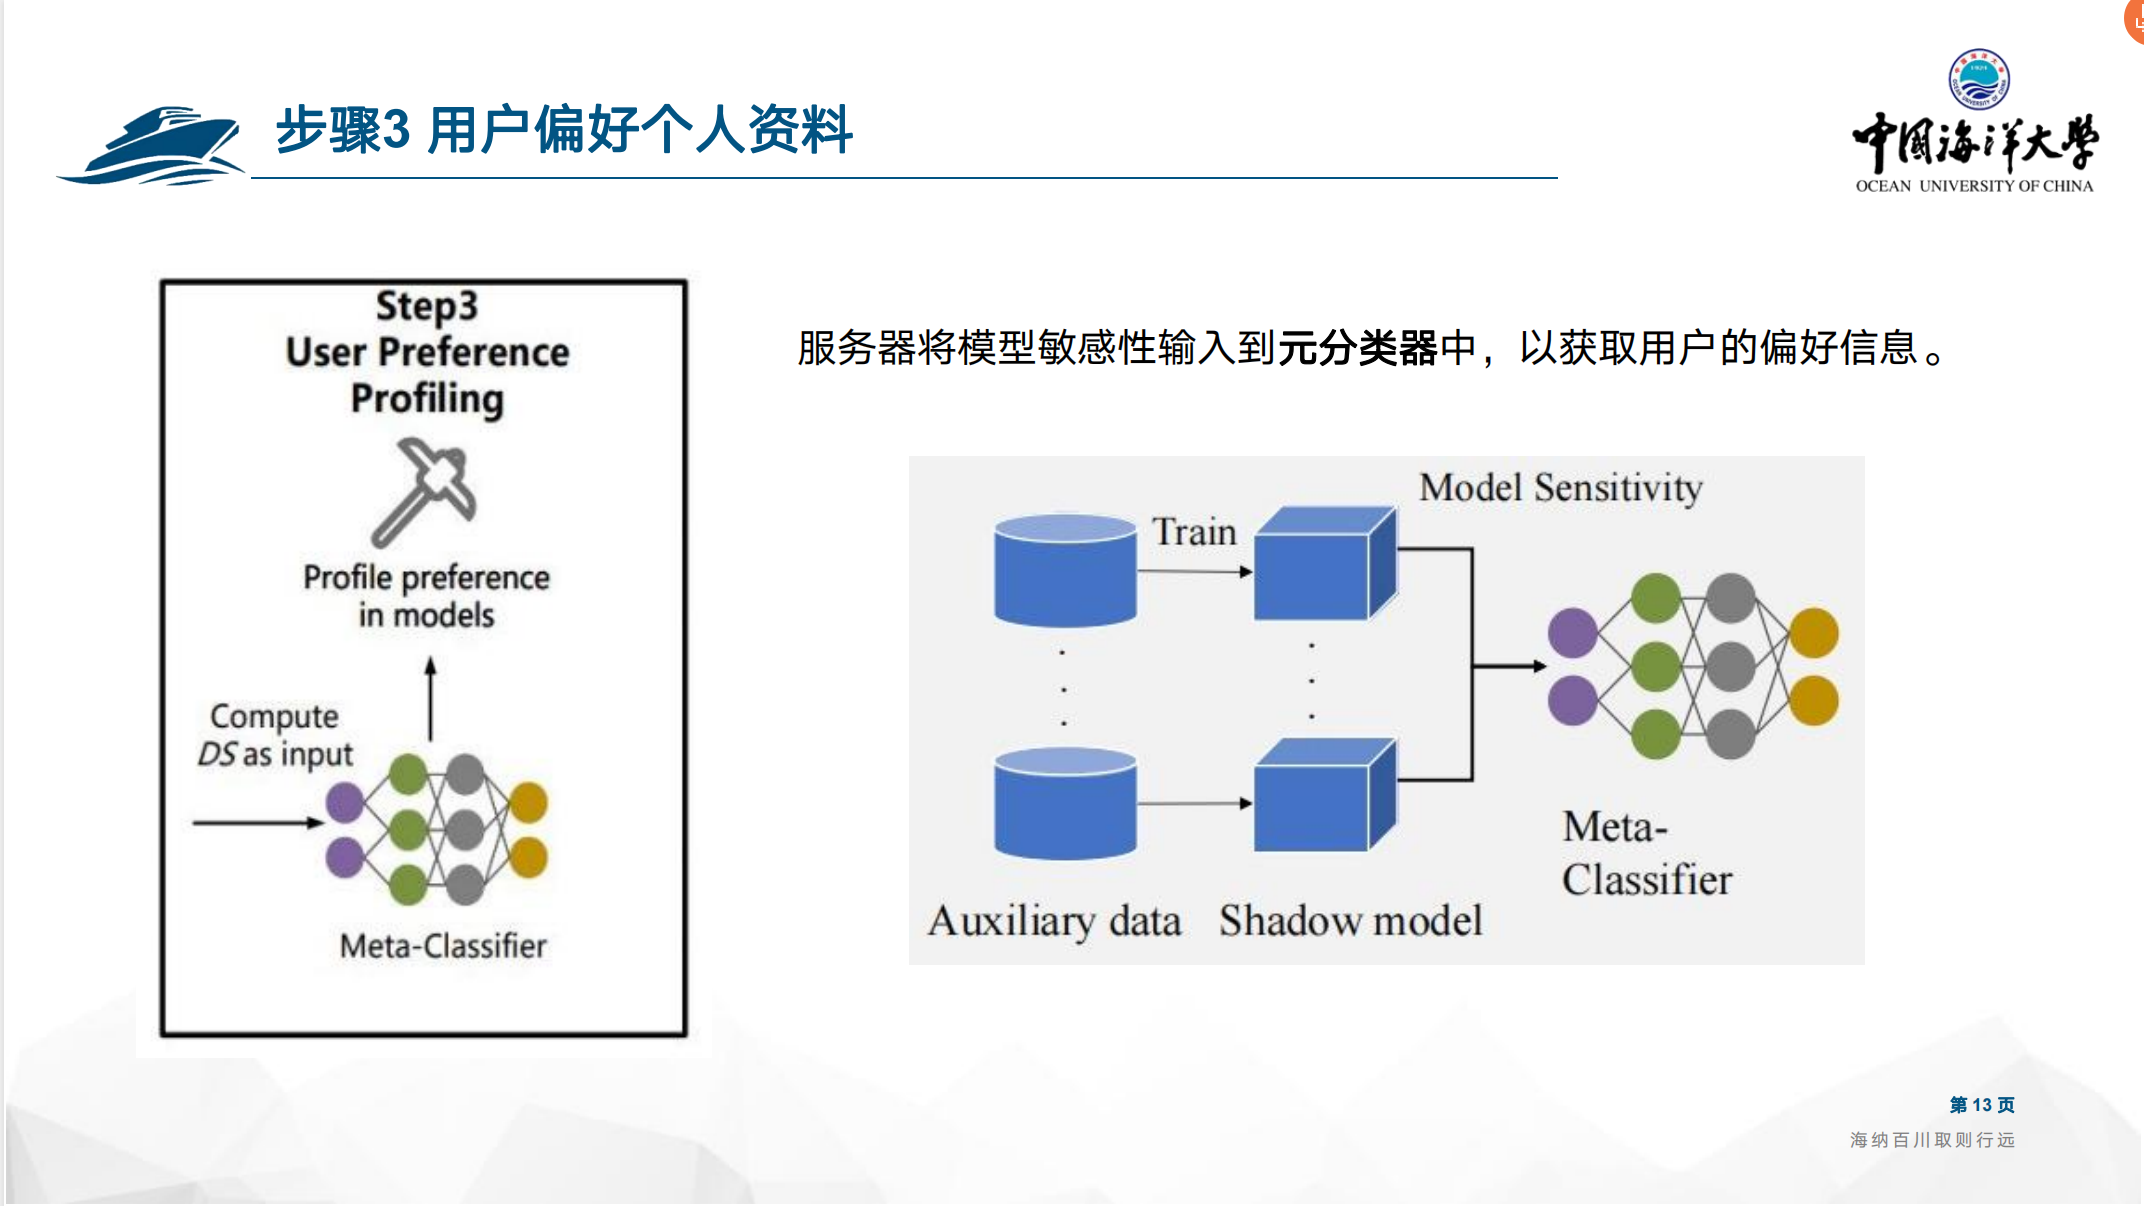 步骤3 用户偏好个人资料
中国海洋大学
OCEAN UNIVERSITY OF CHINA
Step3
User Preference
Profiling
Profile preference
in models
Compute
DS as input
Meta-Classifier
服务器将模型敏感性输入到元分类器中，以获取用户的偏好信息。
Model Sensitivity
Train
Meta-
Classifier
Auxiliary data
Shadow model
第 13 页
海纳百川取则行远